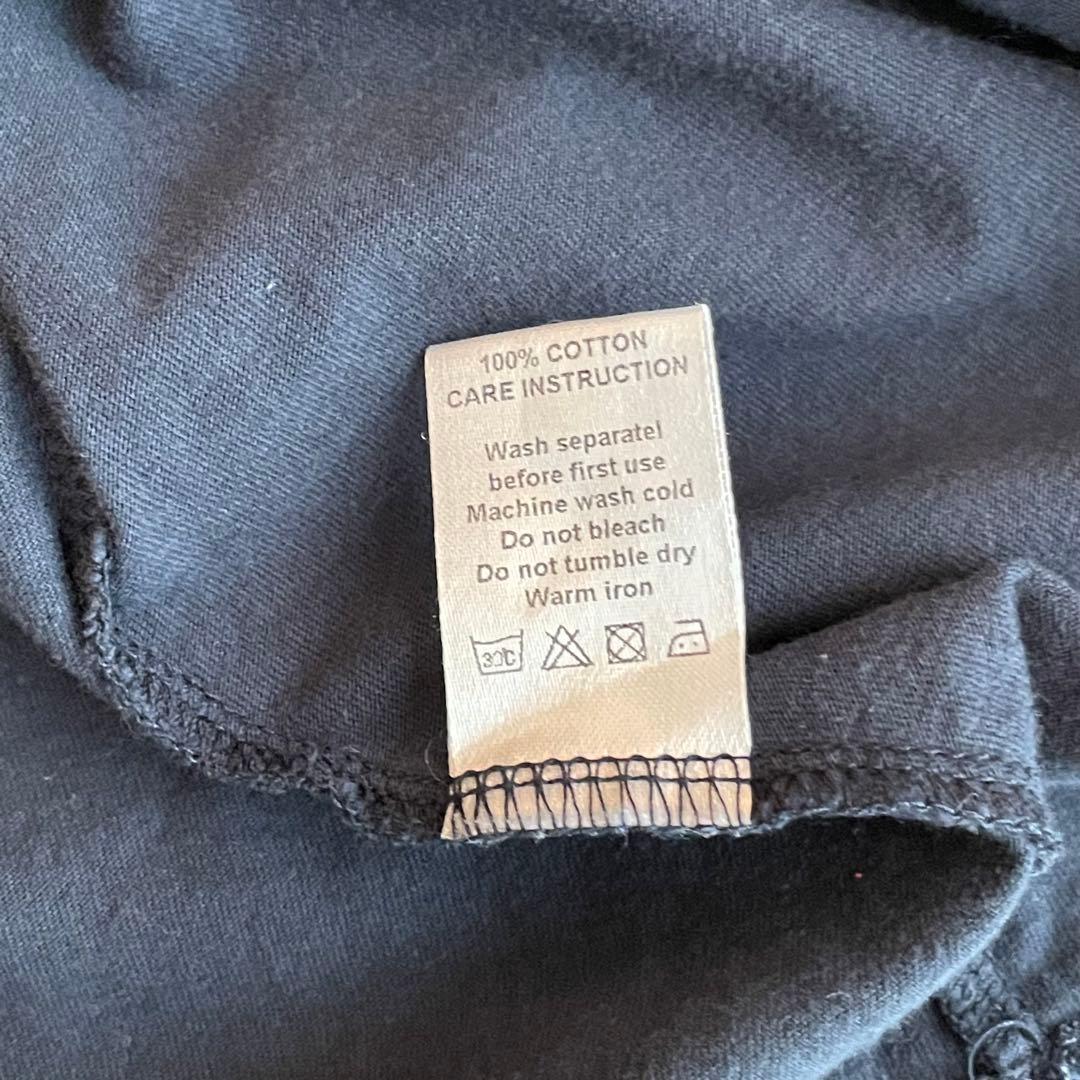 100% COTTON
CARE INSTRUCTION
Wash separatel
before first use
Machine wash cold
Do not bleach
Do not tumble dry
Warm iron
30°C